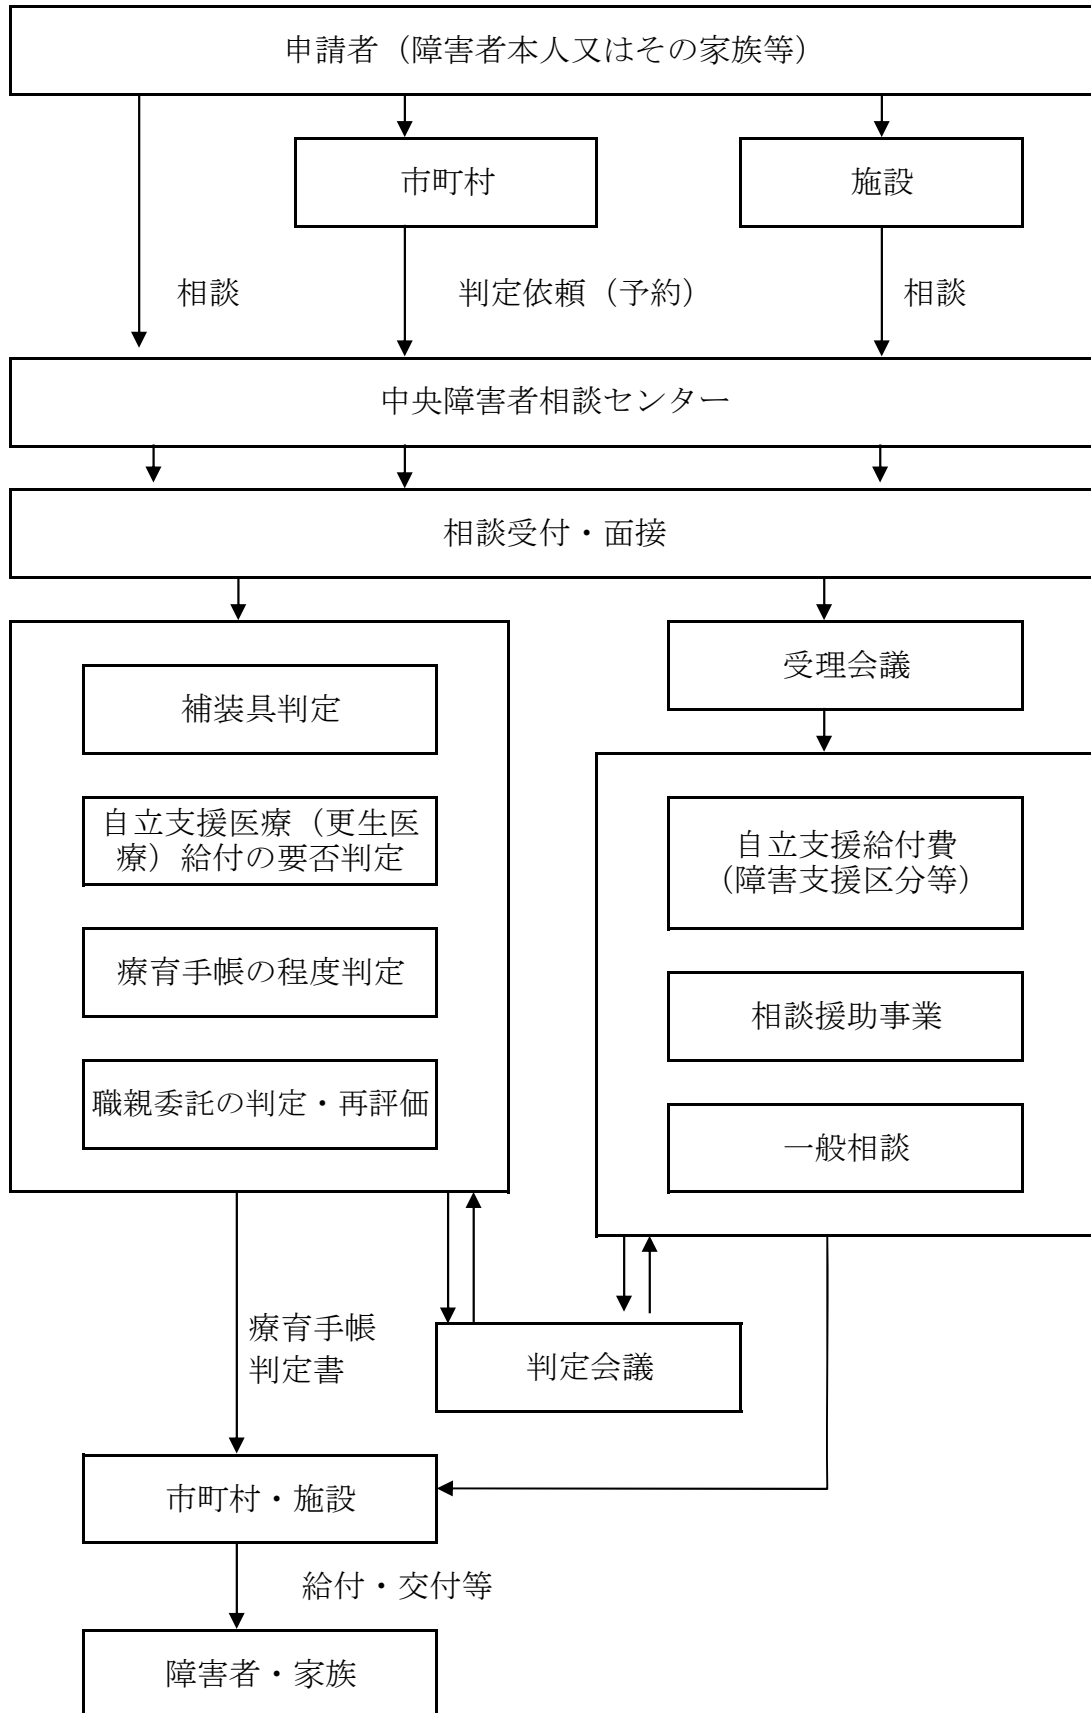 申請者（障害者本人又はその家族等）
市町村
施設
相談
判定依頼（予約）
相談
中央障害者相談センター
相談受付・面接
補装具判定
自立支援医療（更生医
療）給付の要否判定
療育手帳の程度判定
職親委託の判定・再評価
受理会議
自立支援給付費
（障害支援区分等）
相談援助事業
一般相談
療育手帳
判定書
判定会議
市町村・施設
給付・交付等
障害者・家族